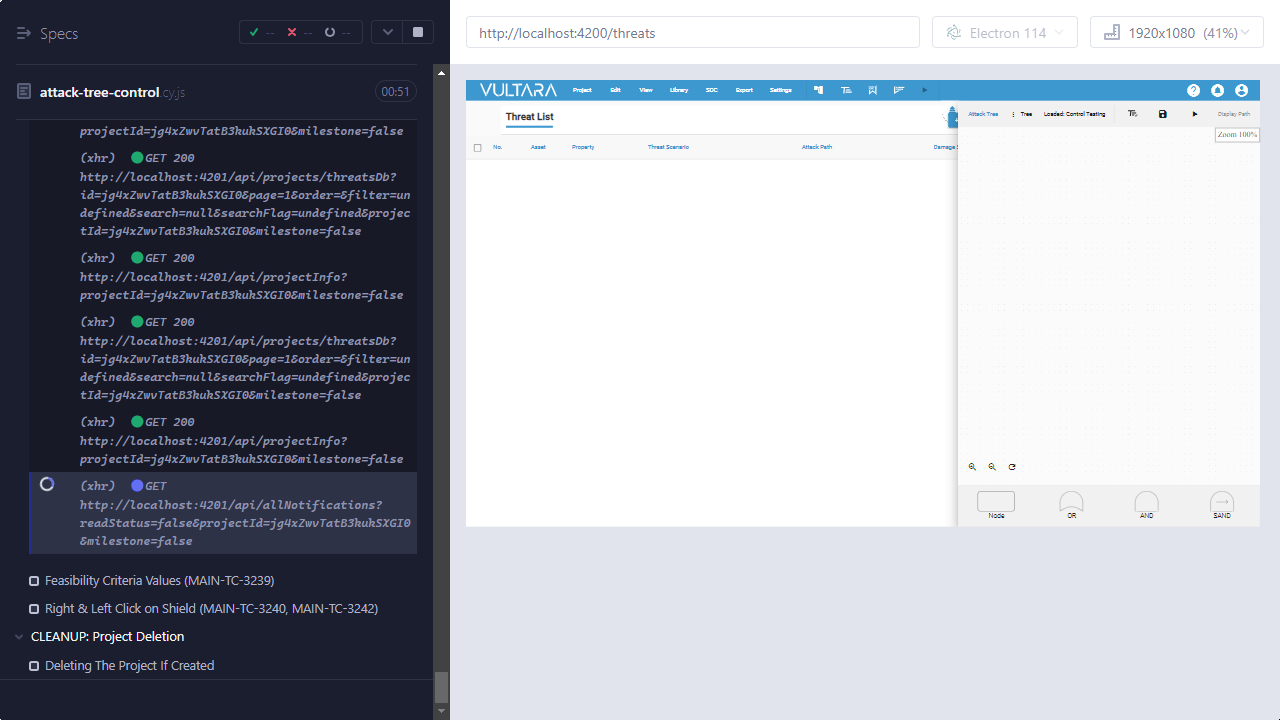 Specs
--
--
--
attack-tree-control.cy.js
00:51
projectId=jg4xZwvTatB3kukSXGI0&milestone=false
(xhr) GET 200
http://localhost:4201/api/projects/threatsDb?
id=jg4xZwvTatB3kukSXGI0&page=1&order=&filter=un
defined&search=null&searchFlag=undefined&projec
tId=jg4xZwvTatB3kukSXGI0&milestone=false
(xhr) GET 200
http://localhost:4201/api/projectInfo?
projectId=jg4xZwvTatB3kukSXGI0&milestone=false
(xhr) GET 200
http://localhost:4201/api/projects/threatsDb?
id=jg4xZwvTatB3kukSXGI0&page=1&order=&filter=un
defined&search=null&searchFlag=undefined&projec
tId=jg4xZwvTatB3kukSXGI0&milestone=false
(xhr) GET 200
http://localhost:4201/api/projectInfo?
projectId=jg4xZwvTatB3kukSXGI0&milestone=false
(xhr) GET
http://localhost:4201/api/allNotifications?
readStatus=false&projectId=jg4xZwvTatB3kukSXGI0
&milestone=false
Feasibility Criteria Values (MAIN-TC-3239)
Right & Left Click on Shield (MAIN-TC-3240, MAIN-TC-3242)
CLEANUP: Project Deletion
Deleting The Project If Created
http://localhost:4200/threats
Electron 114
1920x1080 (41%)
VULTARA
Project Edit View Library SOC Export Settings
Threat List
No. Asset Property Threat Scenario Attack Path Damage S
Attack Tree
Tree
Loaded: Control Testing
Display Path
Zoom 100%
Node OR AND SAND